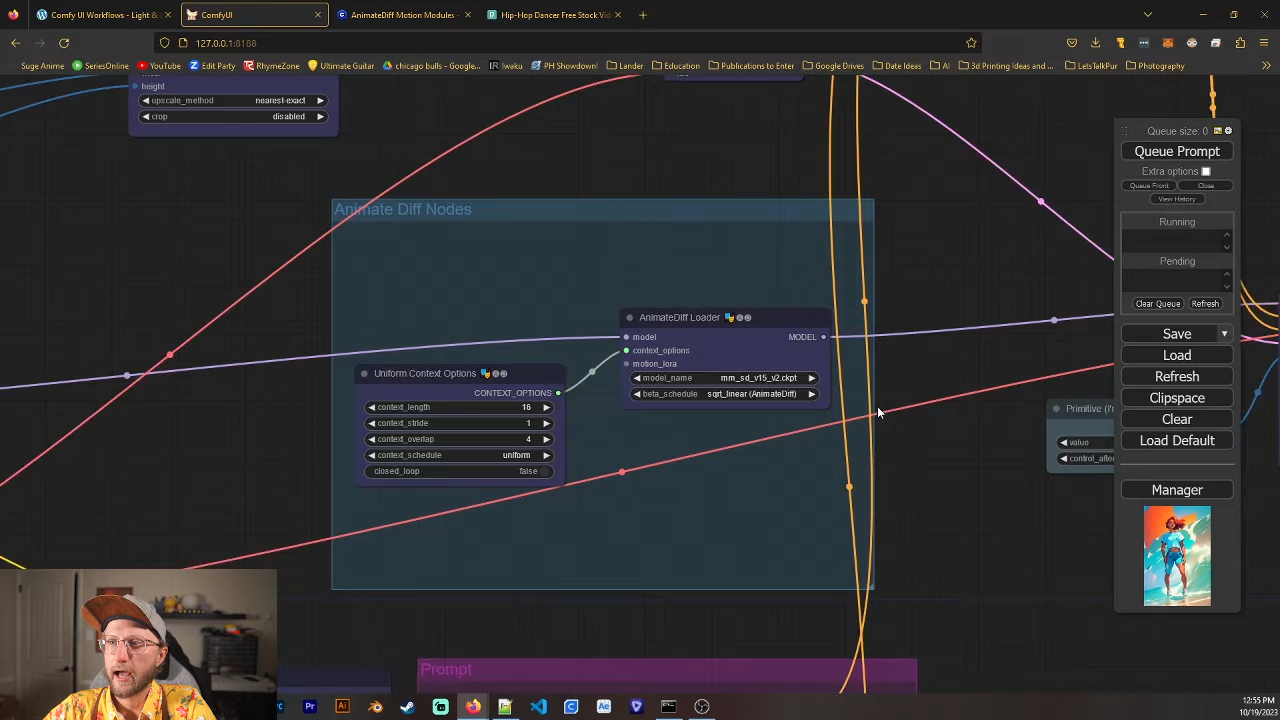 Comfy UI Workflows - Light &
ComfyUI
AnimateDiff Motion Modules -
Hip-Hop Dancer Free Stock Vid
127.0.0.1:8188
Suge Anime
SeriesOnline
YouTube
Ultimate Guitar
chicago bulls - Google...
Edit Party
RhymeZone
Iwaku
PH Showdown!
Lander
Education
Publications to Enter
Google Drives
Date Ideas
AI
3d Printing Ideas and ...
LetsTalkPur
Photography
height
upscale_method nearest-exact
crop disabled
Animate Diff Nodes
AnimateDiff Loader
model MODEL
context_options
motion_lora
model_name mm_sd_v15_v2.ckpt
beta_schedule sqrt_linear (AnimateDiff)
Uniform Context Options
CONTEXT_OPTIONS
context_length 16
context_stride 1
context_overlap 4
context_schedule uniform
closed_loop false
Primitive (I'r
value
control_afte
Prompt
Queue size: 0
Queue Prompt
Extra options
Queue Front Close
View History
Running
Pending
Clear Queue Refresh
Save
Load
Refresh
Clipspace
Clear
Load Default
Manager
Pr
Ai
Ae
12:55 PM
10/19/2023